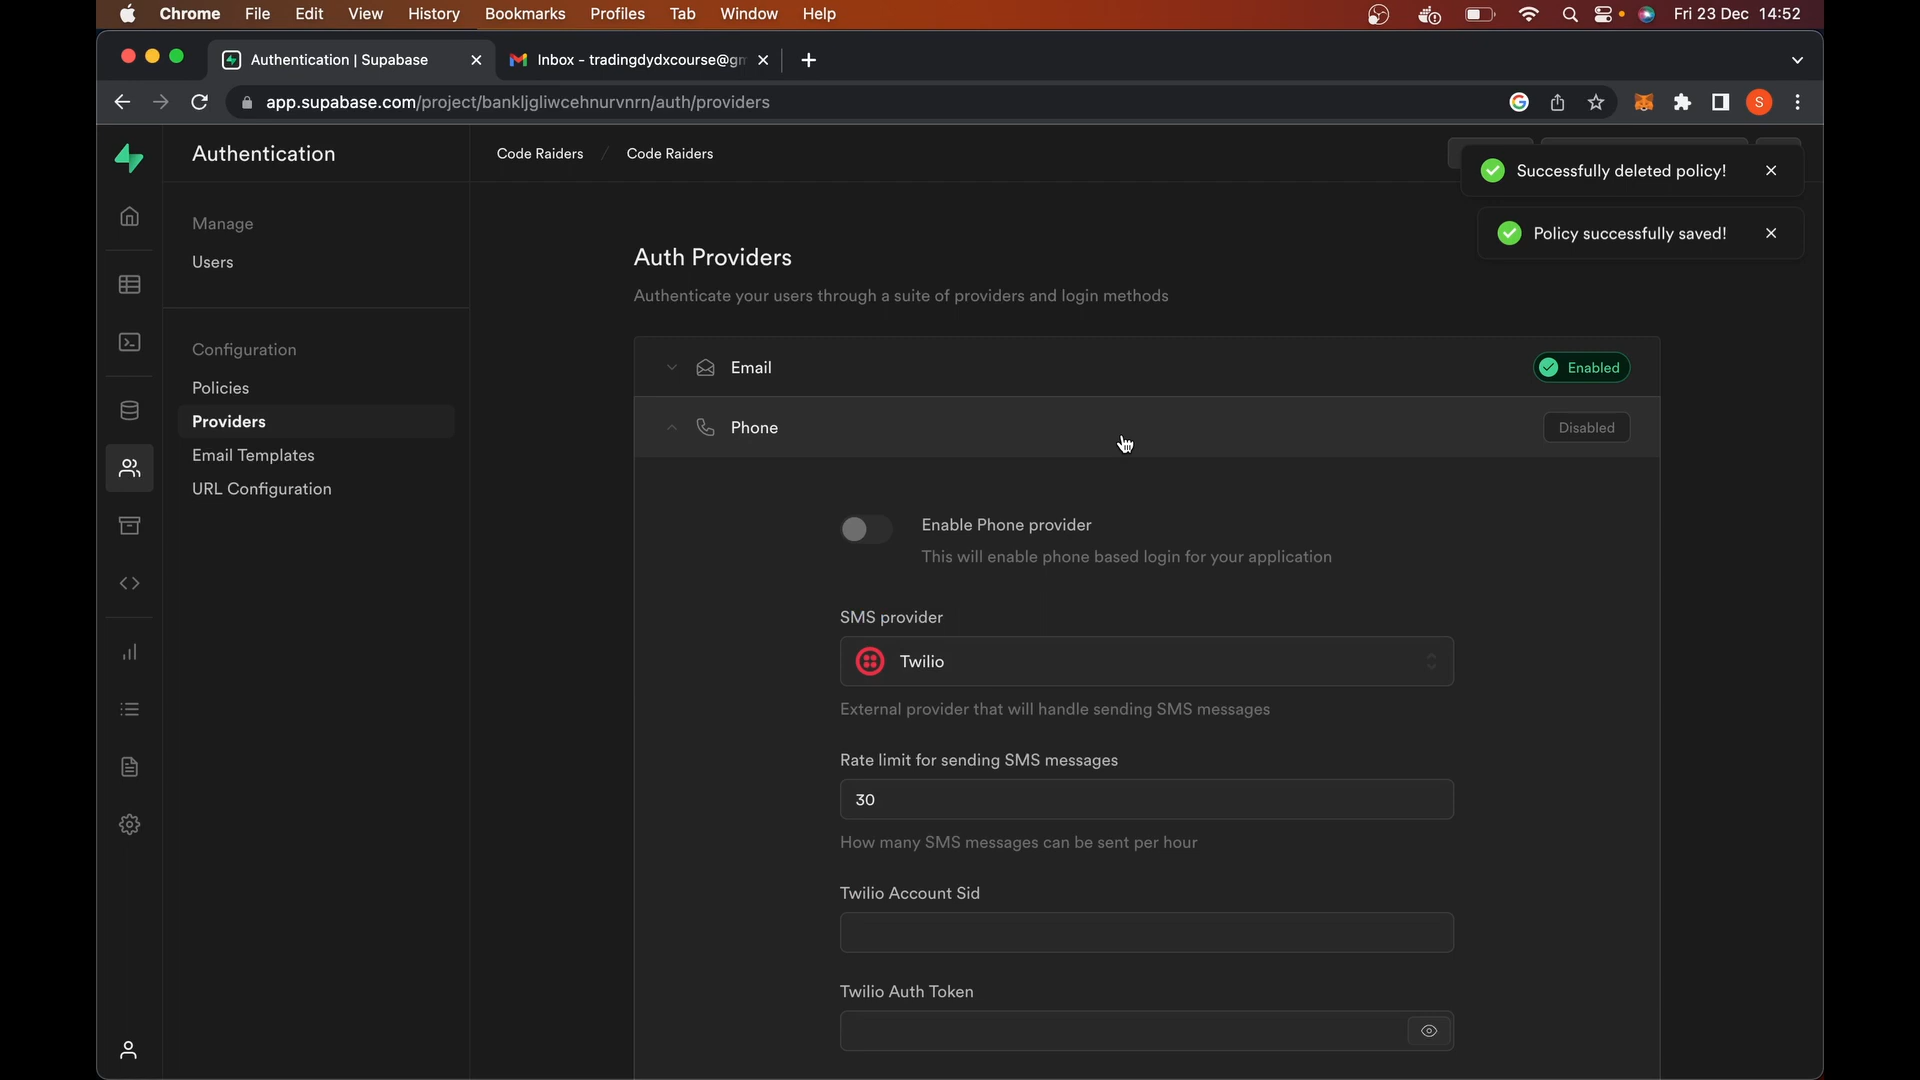 Chrome File Edit View History Bookmarks Profiles Tab Window Help Fri 23 Dec 14:52
Authentication | Supabase Inbox - tradingdydxcourse@gm
app.supabase.com/project/bankljgliwcehnurvnrn/auth/providers S
Authentication
Code Raiders / Code Raiders
Successfully deleted policy!
Policy successfully saved!
Manage
Users
Configuration
Policies
Providers
Email Templates
URL Configuration
Auth Providers
Authenticate your users through a suite of providers and login methods
Email Enabled
Phone Disabled
Enable Phone provider
This will enable phone based login for your application
SMS provider
Twilio
External provider that will handle sending SMS messages
Rate limit for sending SMS messages
30
How many SMS messages can be sent per hour
Twilio Account Sid
Twilio Auth Token